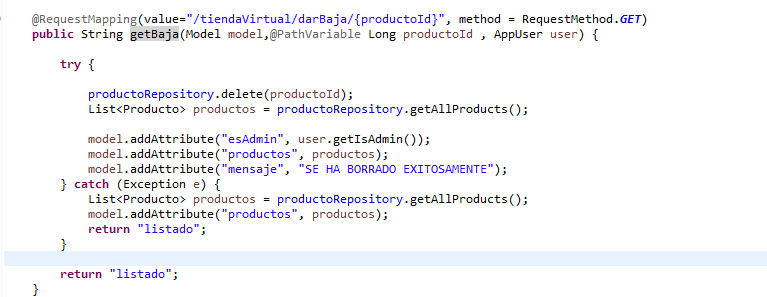 @RequestMapping(value="/tiendaVirtual/darBaja/{productoId}", method = RequestMethod.GET)
public String getBaja(Model model,@PathVariable Long productoId , AppUser user) {
try {
productoRepository.delete(productoId);
List<Producto> productos = productoRepository.getAllProducts();
model.addAttribute("esAdmin", user.getIsAdmin());
model.addAttribute("productos", productos);
model.addAttribute("mensaje", "SE HA BORRADO EXITOSAMENTE");
} catch (Exception e) {
List<Producto> productos = productoRepository.getAllProducts();
model.addAttribute("productos", productos);
return "listado";
}
return "listado";
}